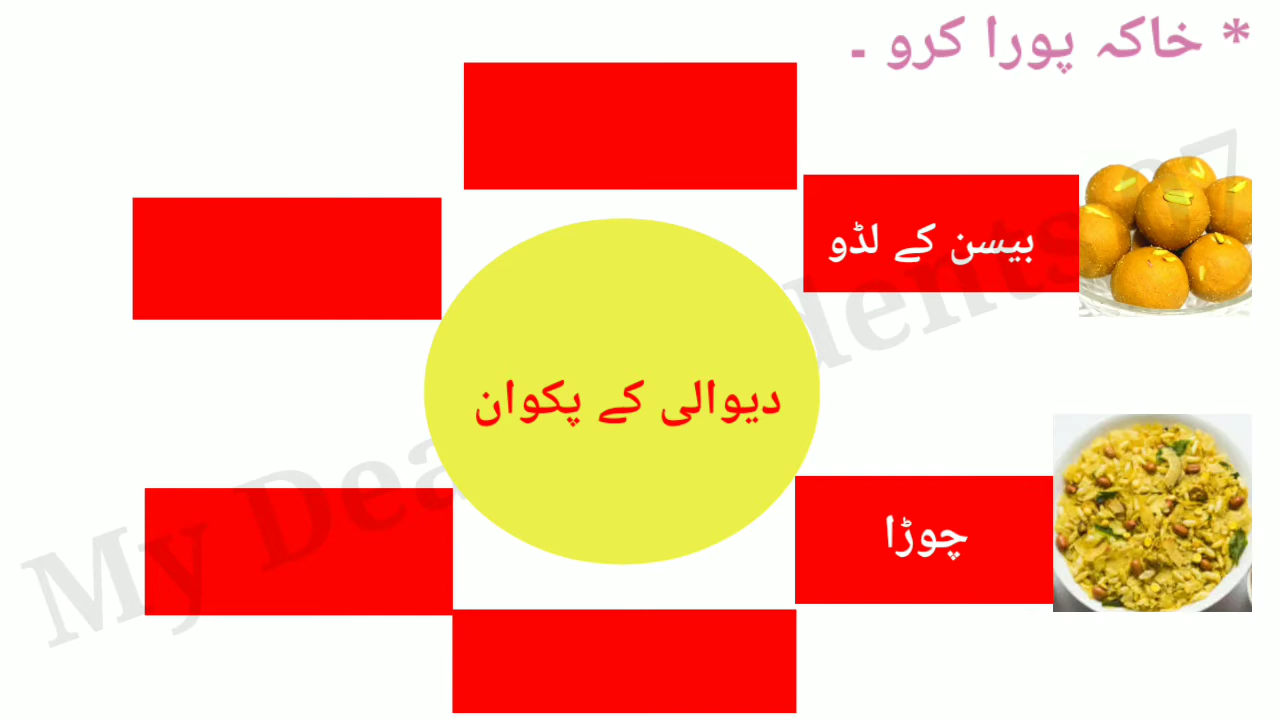 * خاکہ پورا کرو ۔
بیسن کے لڈو
دیوالی کے پکوان
چوڑا